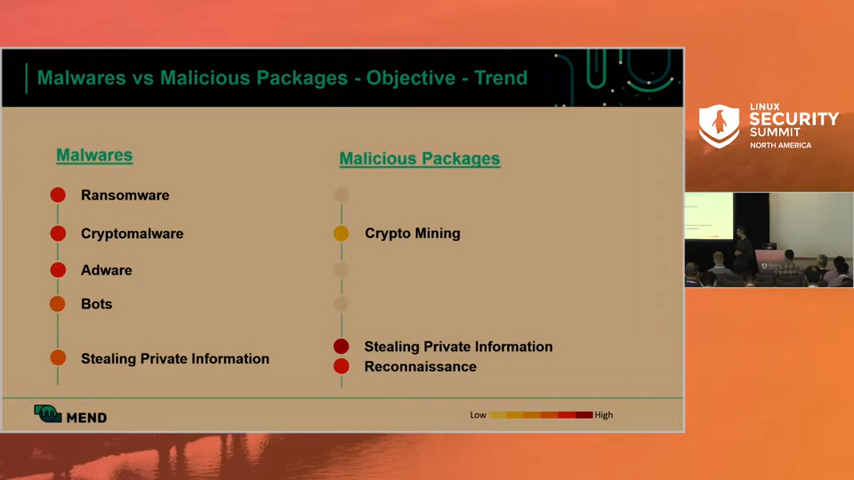 Malwares vs Malicious Packages - Objective - Trend
LINUX
SECURITY
SUMMIT
NORTH AMERICA
Malwares
Ransomware
Cryptomalware
Adware
Bots
Stealing Private Information
Malicious Packages
Crypto Mining
Stealing Private Information
Reconnaissance
MEND
Low
High